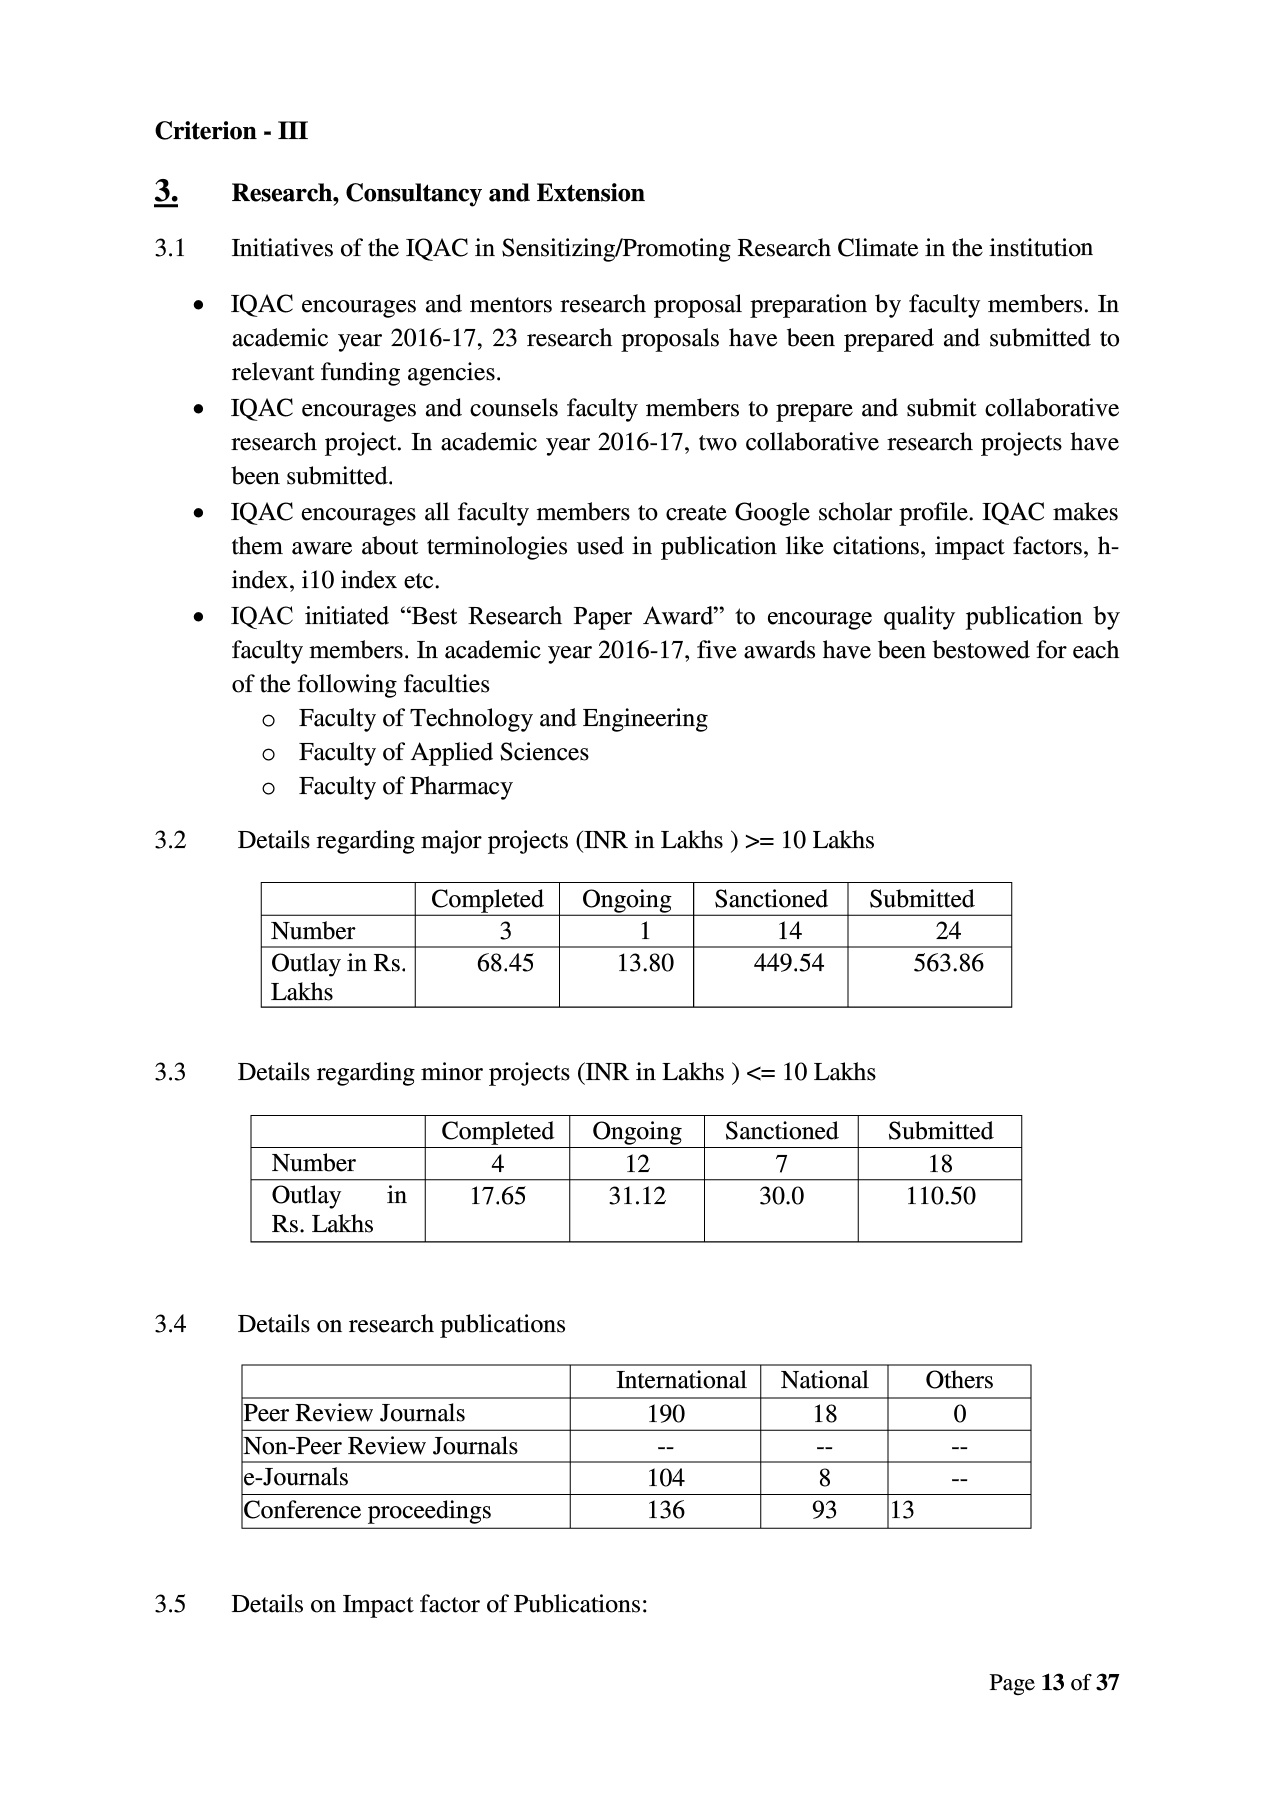 Criterion - III
3. Research, Consultancy and Extension
3.1 Initiatives of the IQAC in Sensitizing/Promoting Research Climate in the institution
• IQAC encourages and mentors research proposal preparation by faculty members. In
academic year 2016-17, 23 research proposals have been prepared and submitted to
relevant funding agencies.
• IQAC encourages and counsels faculty members to prepare and submit collaborative
research project. In academic year 2016-17, two collaborative research projects have
been submitted.
• IQAC encourages all faculty members to create Google scholar profile. IQAC makes
them aware about terminologies used in publication like citations, impact factors, h-
index, i10 index etc.
• IQAC initiated “Best Research Paper Award” to encourage quality publication by
faculty members. In academic year 2016-17, five awards have been bestowed for each
of the following faculties
o Faculty of Technology and Engineering
o Faculty of Applied Sciences
o Faculty of Pharmacy
3.2 Details regarding major projects (INR in Lakhs ) >= 10 Lakhs
Completed Ongoing Sanctioned Submitted
Number 3 1 14 24
Outlay in Rs. 68.45 13.80 449.54 563.86
Lakhs
3.3 Details regarding minor projects (INR in Lakhs ) <= 10 Lakhs
Completed Ongoing Sanctioned Submitted
Number 4 12 7 18
Outlay in 17.65 31.12 30.0 110.50
Rs. Lakhs
3.4 Details on research publications
International National Others
Peer Review Journals 190 18 0
Non-Peer Review Journals -- -- --
e-Journals 104 8 --
Conference proceedings 136 93 13
3.5 Details on Impact factor of Publications:
Page 13 of 37